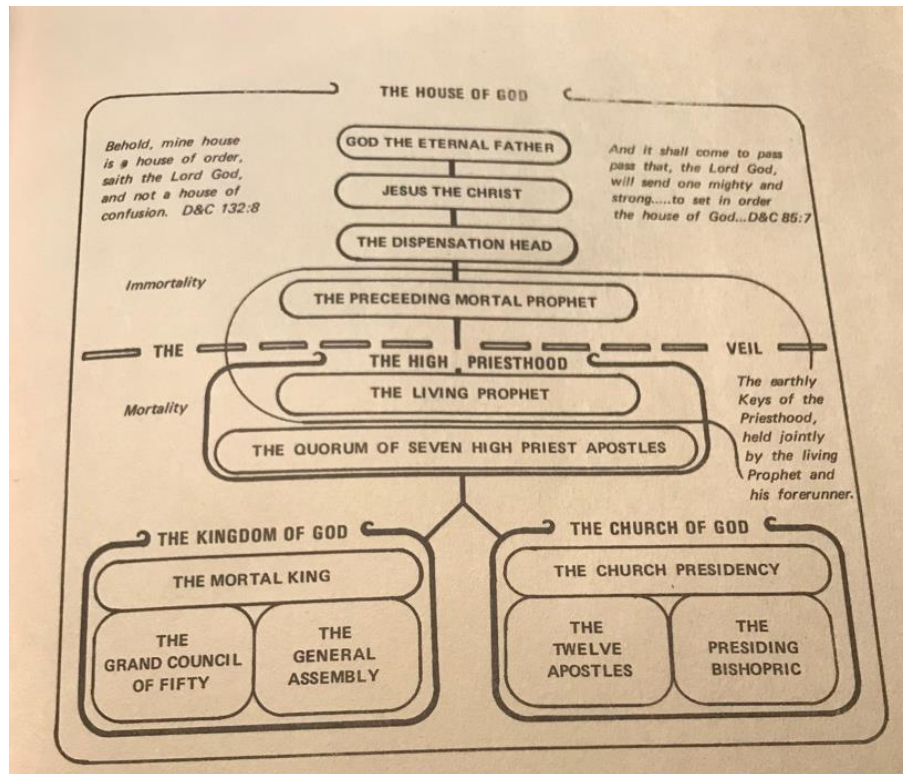 THE HOUSE OF GOD
Behold, mine house
is a house of order,
saith the Lord God,
and not a house of
confusion. D&C 132:8
GOD THE ETERNAL FATHER
JESUS THE CHRIST
THE DISPENSATION HEAD
And it shall come to pass
pass that, the Lord God,
will send one mighty and
strong.....to set in order
the house of God...D&C 85:7
Immortality
THE PRECEEDING MORTAL PROPHET
THE VEIL
THE HIGH PRIESTHOOD
Mortality
THE LIVING PROPHET
THE QUORUM OF SEVEN HIGH PRIEST APOSTLES
The earthly
Keys of the
Priesthood,
held jointly
by the living
Prophet and
his forerunner.
THE KINGDOM OF GOD
THE MORTAL KING
THE
GRAND COUNCIL
OF FIFTY
THE
GENERAL
ASSEMBLY
THE CHURCH OF GOD
THE CHURCH PRESIDENCY
THE
TWELVE
APOSTLES
THE
PRESIDING
BISHOPRIC